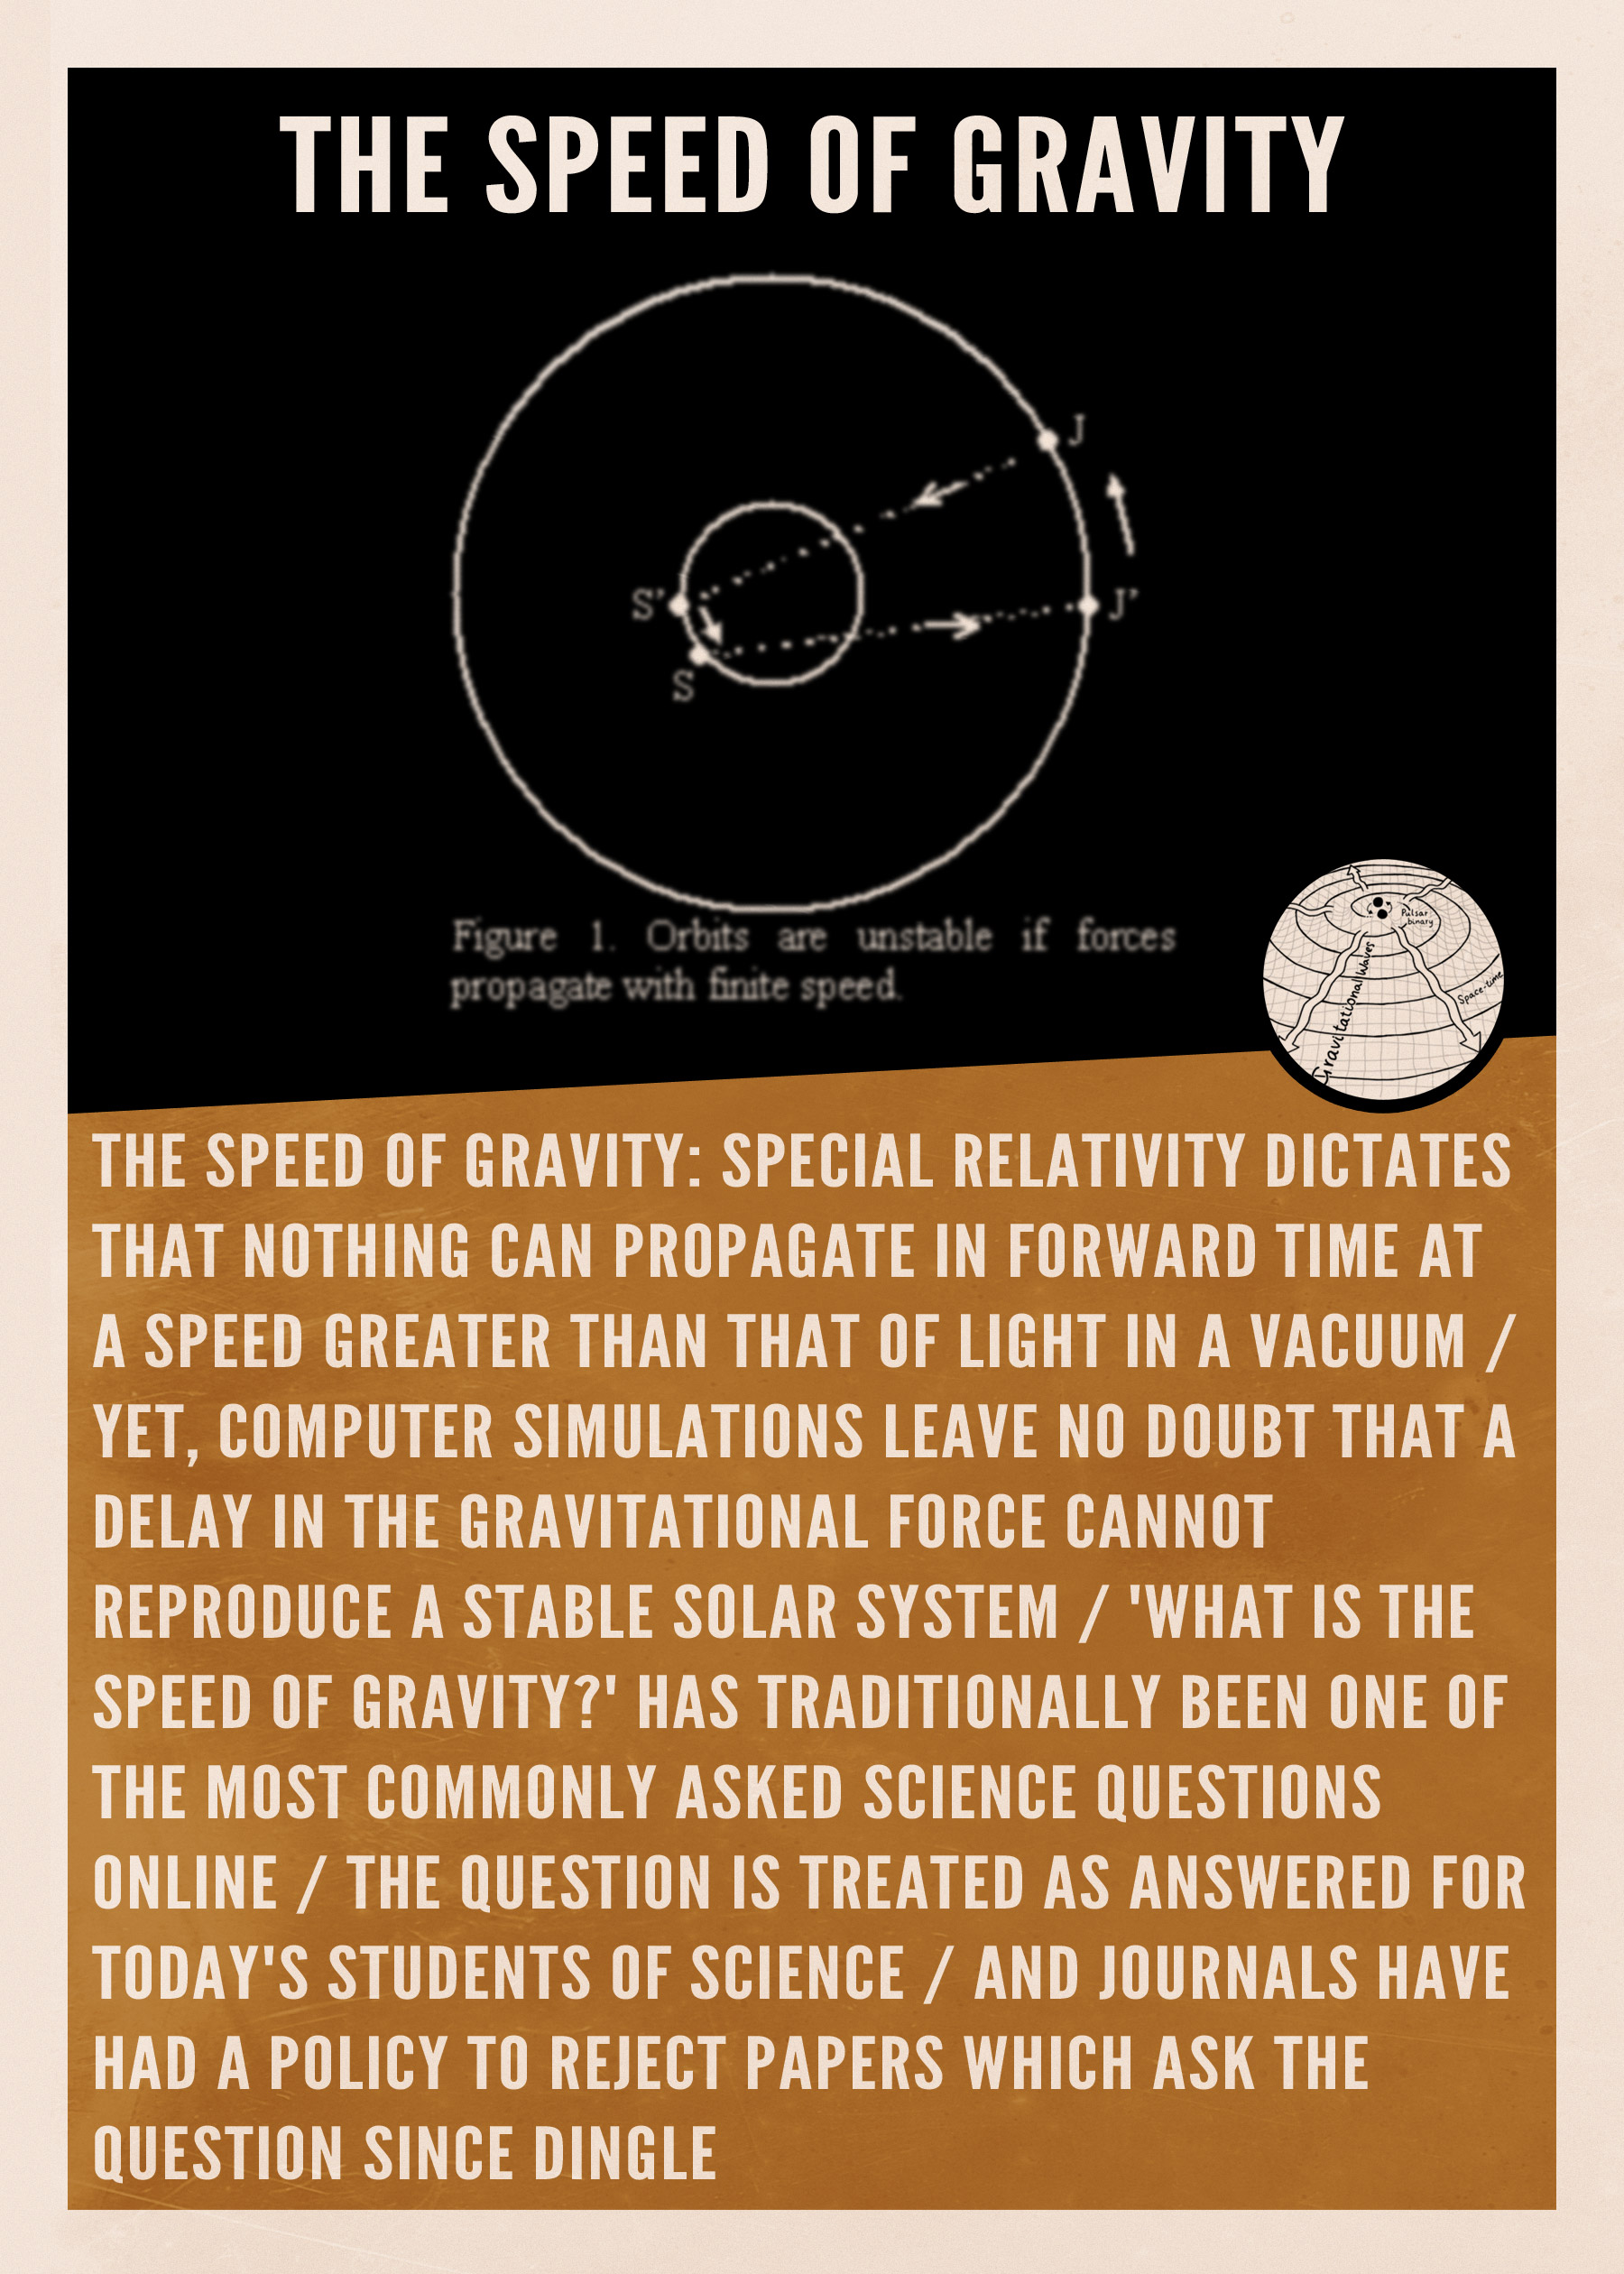 THE SPEED OF GRAVITY
J
S'
J'
S
Figure 1. Orbits are unstable if forces
propagate with finite speed.
Pulsar
binary
Gravitational Waves
Space-time
THE SPEED OF GRAVITY: SPECIAL RELATIVITY DICTATES
THAT NOTHING CAN PROPAGATE IN FORWARD TIME AT
A SPEED GREATER THAN THAT OF LIGHT IN A VACUUM /
YET, COMPUTER SIMULATIONS LEAVE NO DOUBT THAT A
DELAY IN THE GRAVITATIONAL FORCE CANNOT
REPRODUCE A STABLE SOLAR SYSTEM / 'WHAT IS THE
SPEED OF GRAVITY?' HAS TRADITIONALLY BEEN ONE OF
THE MOST COMMONLY ASKED SCIENCE QUESTIONS
ONLINE / THE QUESTION IS TREATED AS ANSWERED FOR
TODAY'S STUDENTS OF SCIENCE / AND JOURNALS HAVE
HAD A POLICY TO REJECT PAPERS WHICH ASK THE
QUESTION SINCE DINGLE